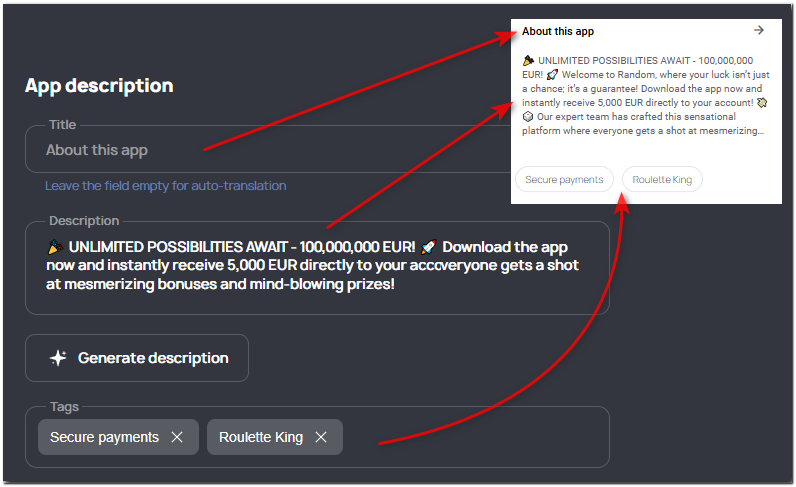 About this app
🎉 UNLIMITED POSSIBILITIES AWAIT - 100,000,000
EUR! 🚀 Welcome to Random, where your luck isn't just
a chance; it's a guarantee! Download the app now and
instantly receive 5,000 EUR directly to your account! 💸
🎲 Our expert team has crafted this sensational
platform where everyone gets a shot at mesmerizing...
Secure payments
Roulette King
App description
Title
About this app
Leave the field empty for auto-translation
Description
🎉 UNLIMITED POSSIBILITIES AWAIT - 100,000,000 EUR! 🚀 Download the app
now and instantly receive 5,000 EUR directly to your accoveryone gets a shot
at mesmerizing bonuses and mind-blowing prizes!
Generate description
Tags
Secure payments
Roulette King